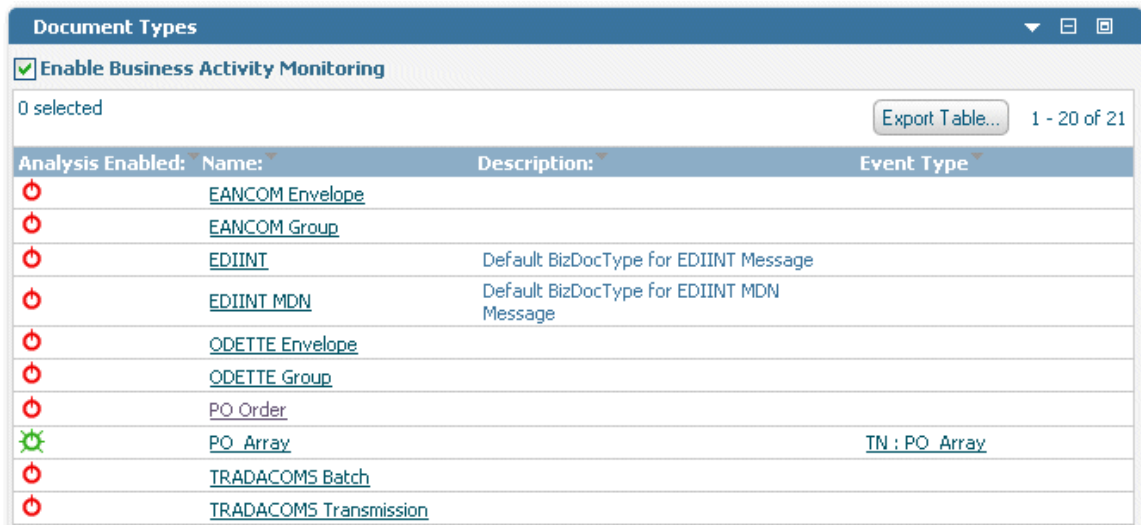 Document Types
Enable Business Activity Monitoring
0 selected
Export Table... 1 - 20 of 21
Analysis Enabled: Name: Description: Event Type
EANCOM Envelope
EANCOM Group
EDIINT Default BizDocType for EDIINT Message
EDIINT MDN Default BizDocType for EDIINT MDN
Message
ODETTE Envelope
ODETTE Group
PO Order
PO_Array TN : PO_Array
TRADACOMS Batch
TRADACOMS Transmission